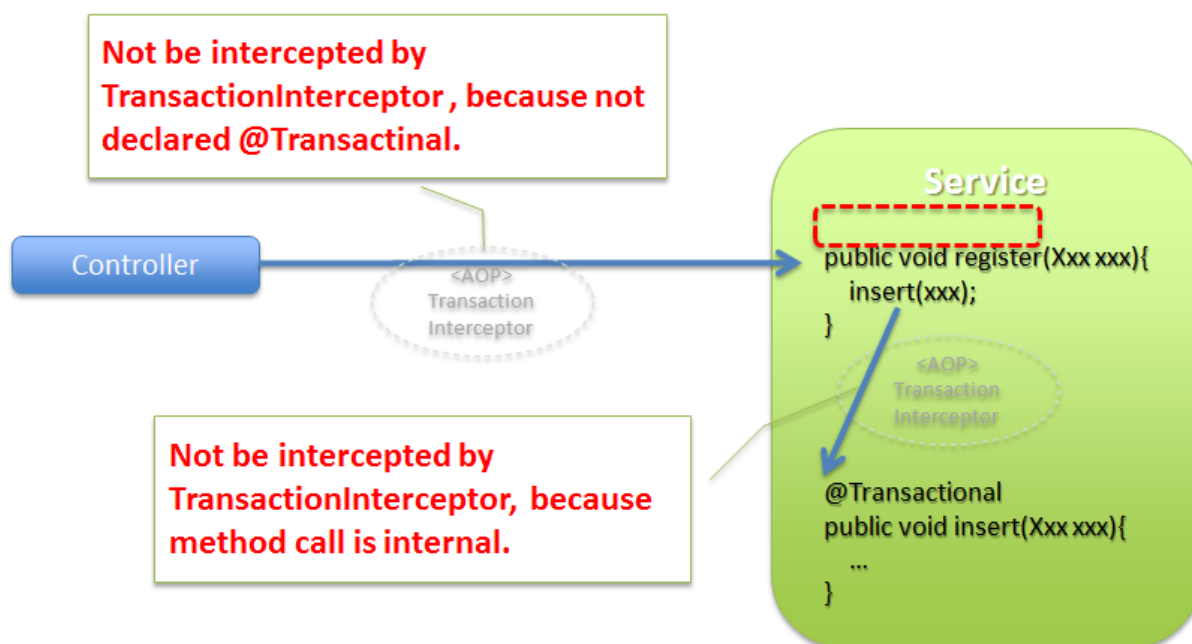 Not be intercepted by
TransactionInterceptor , because not
declared @Transactinal.
Service
Controller
<AOP>
Transaction
Interceptor
public void register(Xxx xxx){
insert(xxx);
}
<AOP>
Transaction
Interceptor
Not be intercepted by
TransactionInterceptor, because
method call is internal.
@Transactional
public void insert(Xxx xxx){
...
}